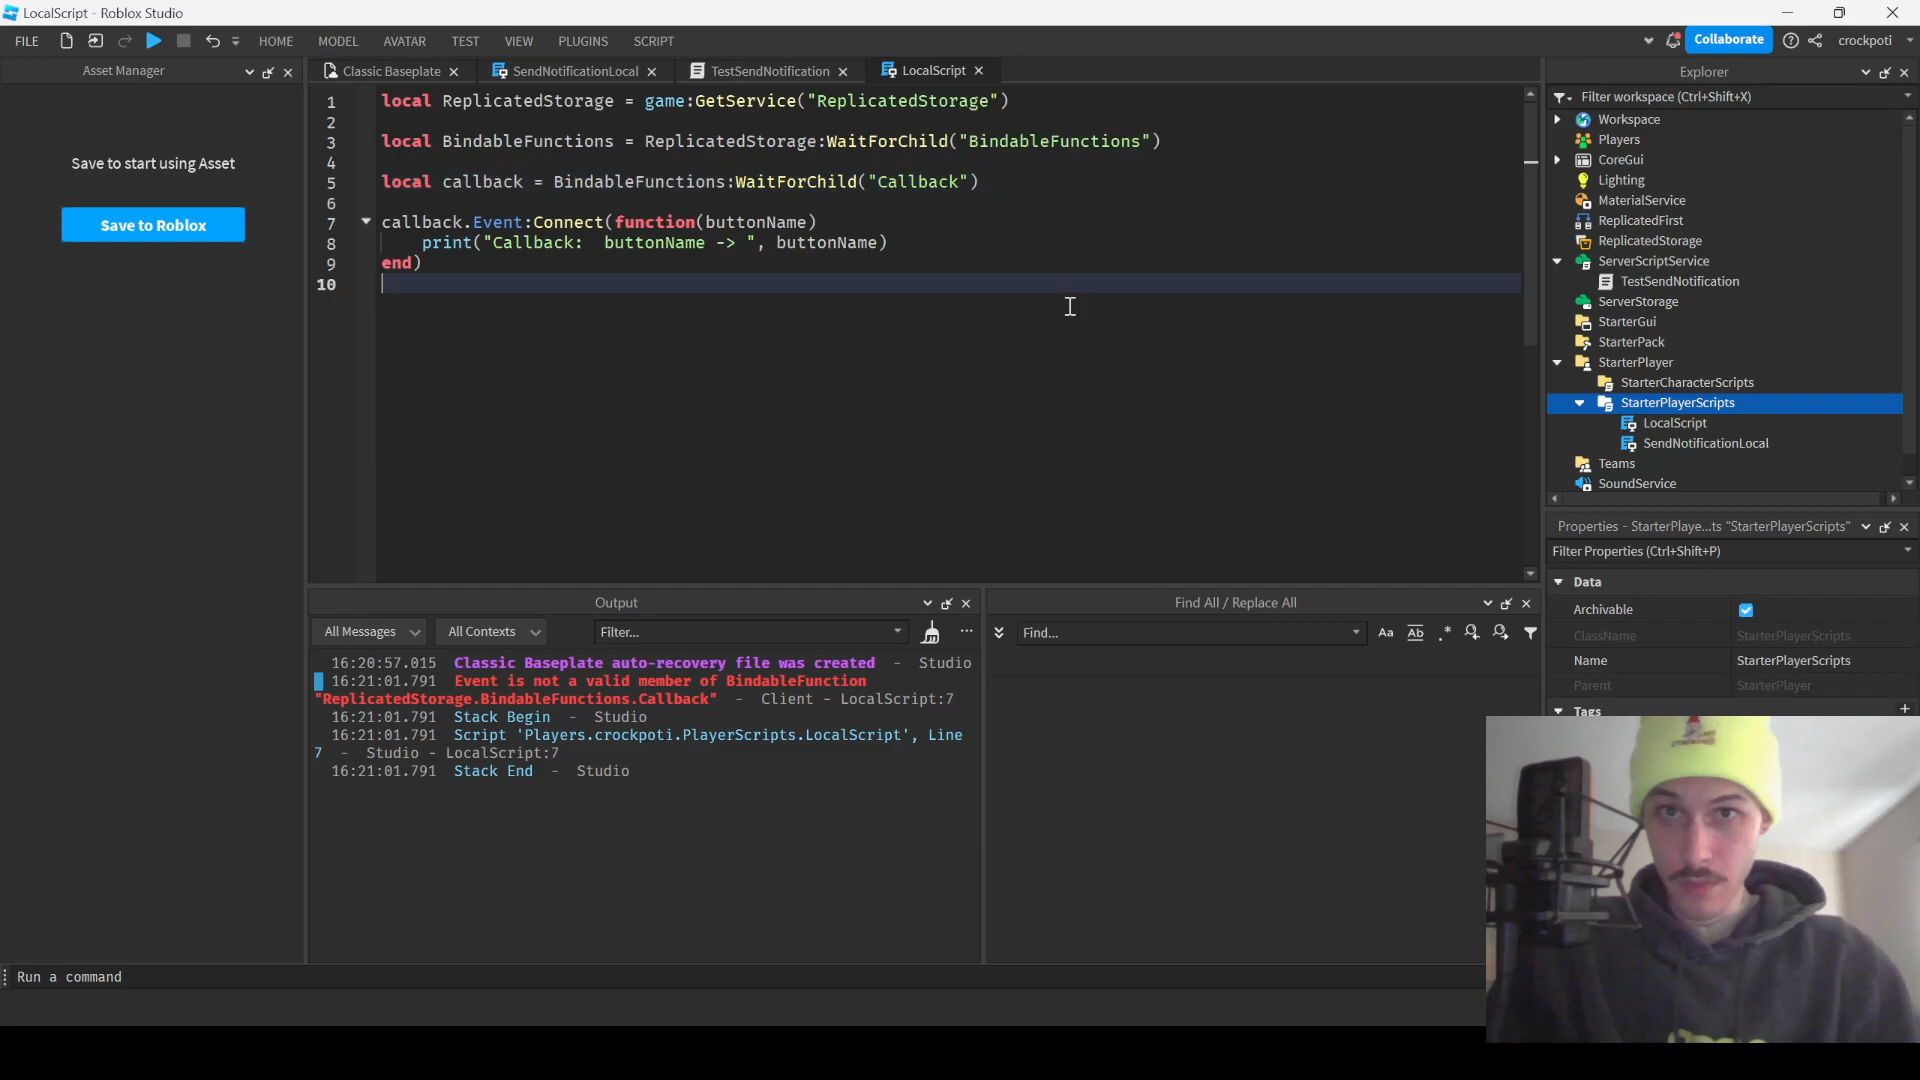 LocalScript - Roblox Studio
FILE HOME MODEL AVATAR TEST VIEW PLUGINS SCRIPT Collaborate crockpoti
Asset Manager
Save to start using Asset
Save to Roblox
Classic Baseplate SendNotificationLocal TestSendNotification LocalScript
1 local ReplicatedStorage = game:GetService("ReplicatedStorage")
2
3 local BindableFunctions = ReplicatedStorage:WaitForChild("BindableFunctions")
4
5 local callback = BindableFunctions:WaitForChild("Callback")
6
7 callback.Event:Connect(function(buttonName)
8 print("Callback:  buttonName -> ", buttonName)
9 end)
10
Explorer
Filter workspace (Ctrl+Shift+X)
Workspace
Players
CoreGui
Lighting
MaterialService
ReplicatedFirst
ReplicatedStorage
ServerScriptService
TestSendNotification
ServerStorage
StarterGui
StarterPack
StarterPlayer
StarterCharacterScripts
StarterPlayerScripts
LocalScript
SendNotificationLocal
Teams
SoundService
Properties - StarterPlaye...ts "StarterPlayerScripts"
Filter Properties (Ctrl+Shift+P)
Data
Archivable
ClassName StarterPlayerScripts
Name StarterPlayerScripts
Parent StarterPlayer
Tags +
Output
All Messages All Contexts Filter... ...
16:20:57.015 Classic Baseplate auto-recovery file was created - Studio
16:21:01.791 Event is not a valid member of BindableFunction
"ReplicatedStorage.BindableFunctions.Callback" - Client - LocalScript:7
16:21:01.791 Stack Begin - Studio
16:21:01.791 Script 'Players.crockpoti.PlayerScripts.LocalScript', Line
7 - Studio - LocalScript:7
16:21:01.791 Stack End - Studio
Find All / Replace All
Find... Aa Ab .*
Run a command